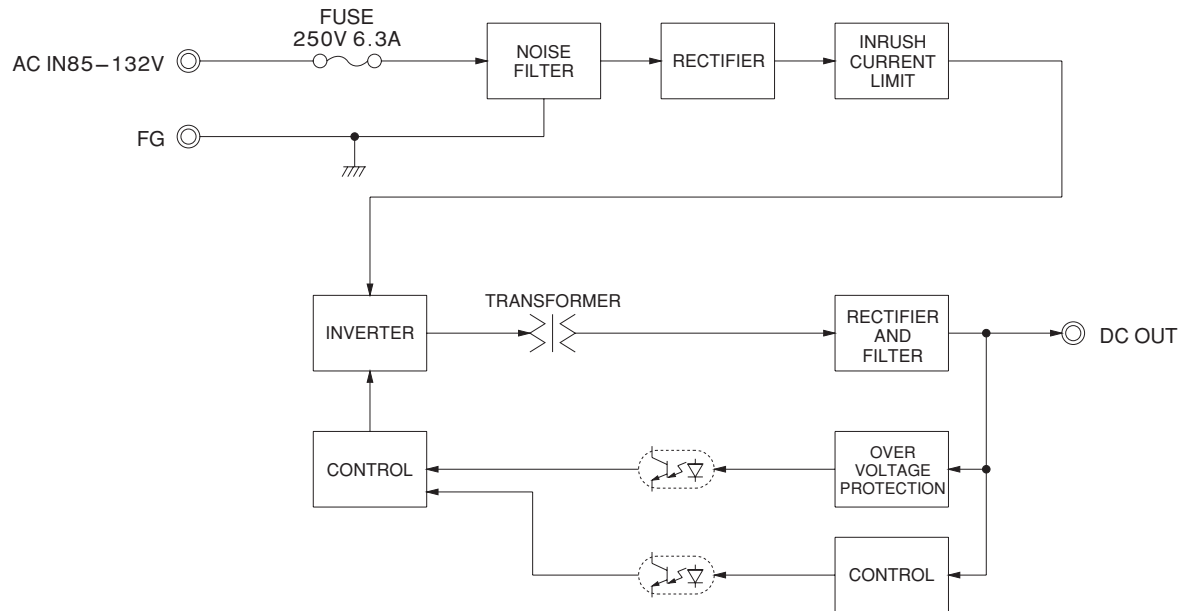 FUSE
250V 6.3A
AC IN85-132V
NOISE
FILTER
RECTIFIER
INRUSH
CURRENT
LIMIT
FG
INVERTER
TRANSFORMER
RECTIFIER
AND
FILTER
DC OUT
CONTROL
OVER
VOLTAGE
PROTECTION
CONTROL